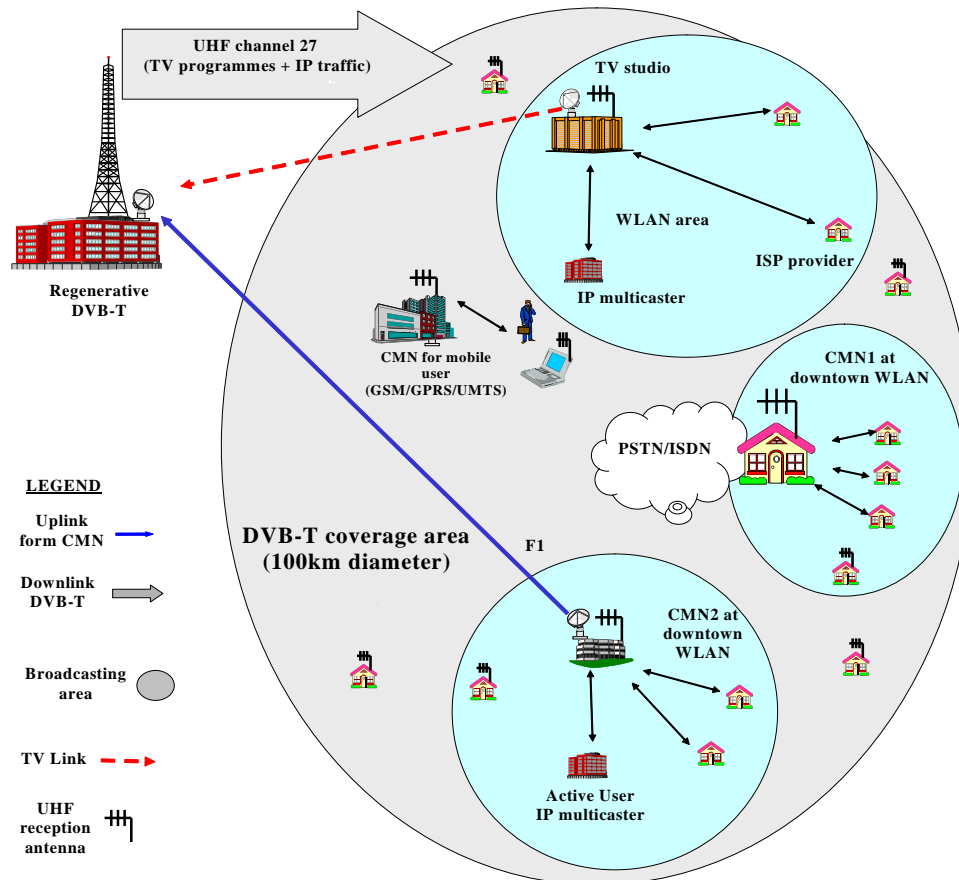 UHF channel 27
(TV programmes + IP traffic)
TV studio
WLAN area
ISP provider
IP multicaster
Regenerative
DVB-T
CMN for mobile
user
(GSM/GPRS/UMTS)
CMN1 at
downtown WLAN
PSTN/ISDN
LEGEND
Uplink
form CMN
Downlink
DVB-T
Broadcasting
area
TV Link
UHF
reception
antenna
DVB-T coverage area
(100km diameter)
F1
CMN2 at
downtown
WLAN
Active User
IP multicaster